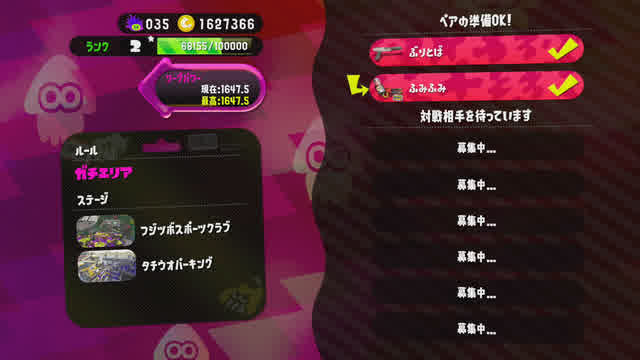 035
1627366
ランク 2
68155/100000
リーグパワー
現在:1647.5
最高:1647.5
ルール
ガチエリア
ステージ
フジツボスポーツクラブ
タチウオパーキング
ペアの準備OK!
ぷりとば
ふみふみ
対戦相手を待っています
募集中...
募集中...
募集中...
募集中...
募集中...
募集中...